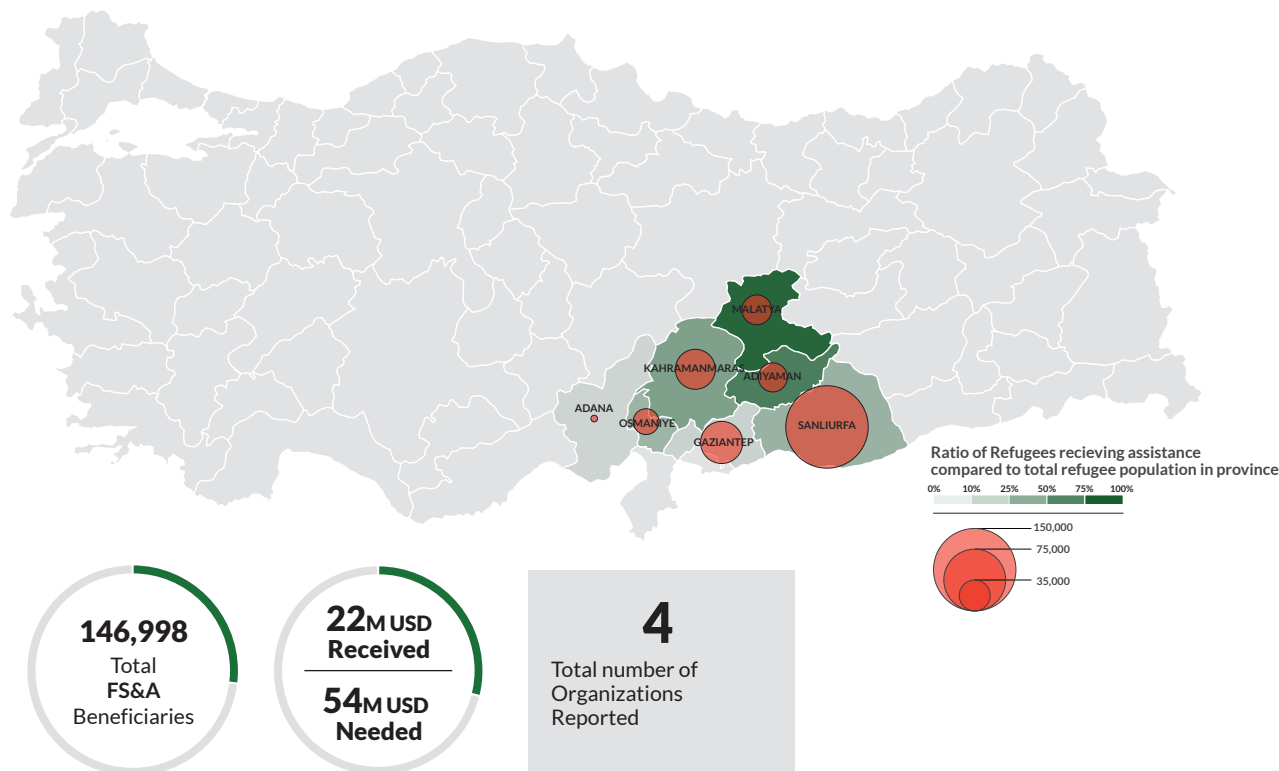 MALATYA
KAHRAMANMARAS
ADIYAMAN
ADANA
OSMANIYE
SANLIURFA
GAZIANTEP
Ratio of Refugees recieving assistance
compared to total refugee population in province
0% 10% 25% 50% 75% 100%
150,000
75,000
35,000
146,998
Total
FS&A
Beneficiaries
22M USD
Received
54M USD
Needed
4
Total number of
Organizations
Reported